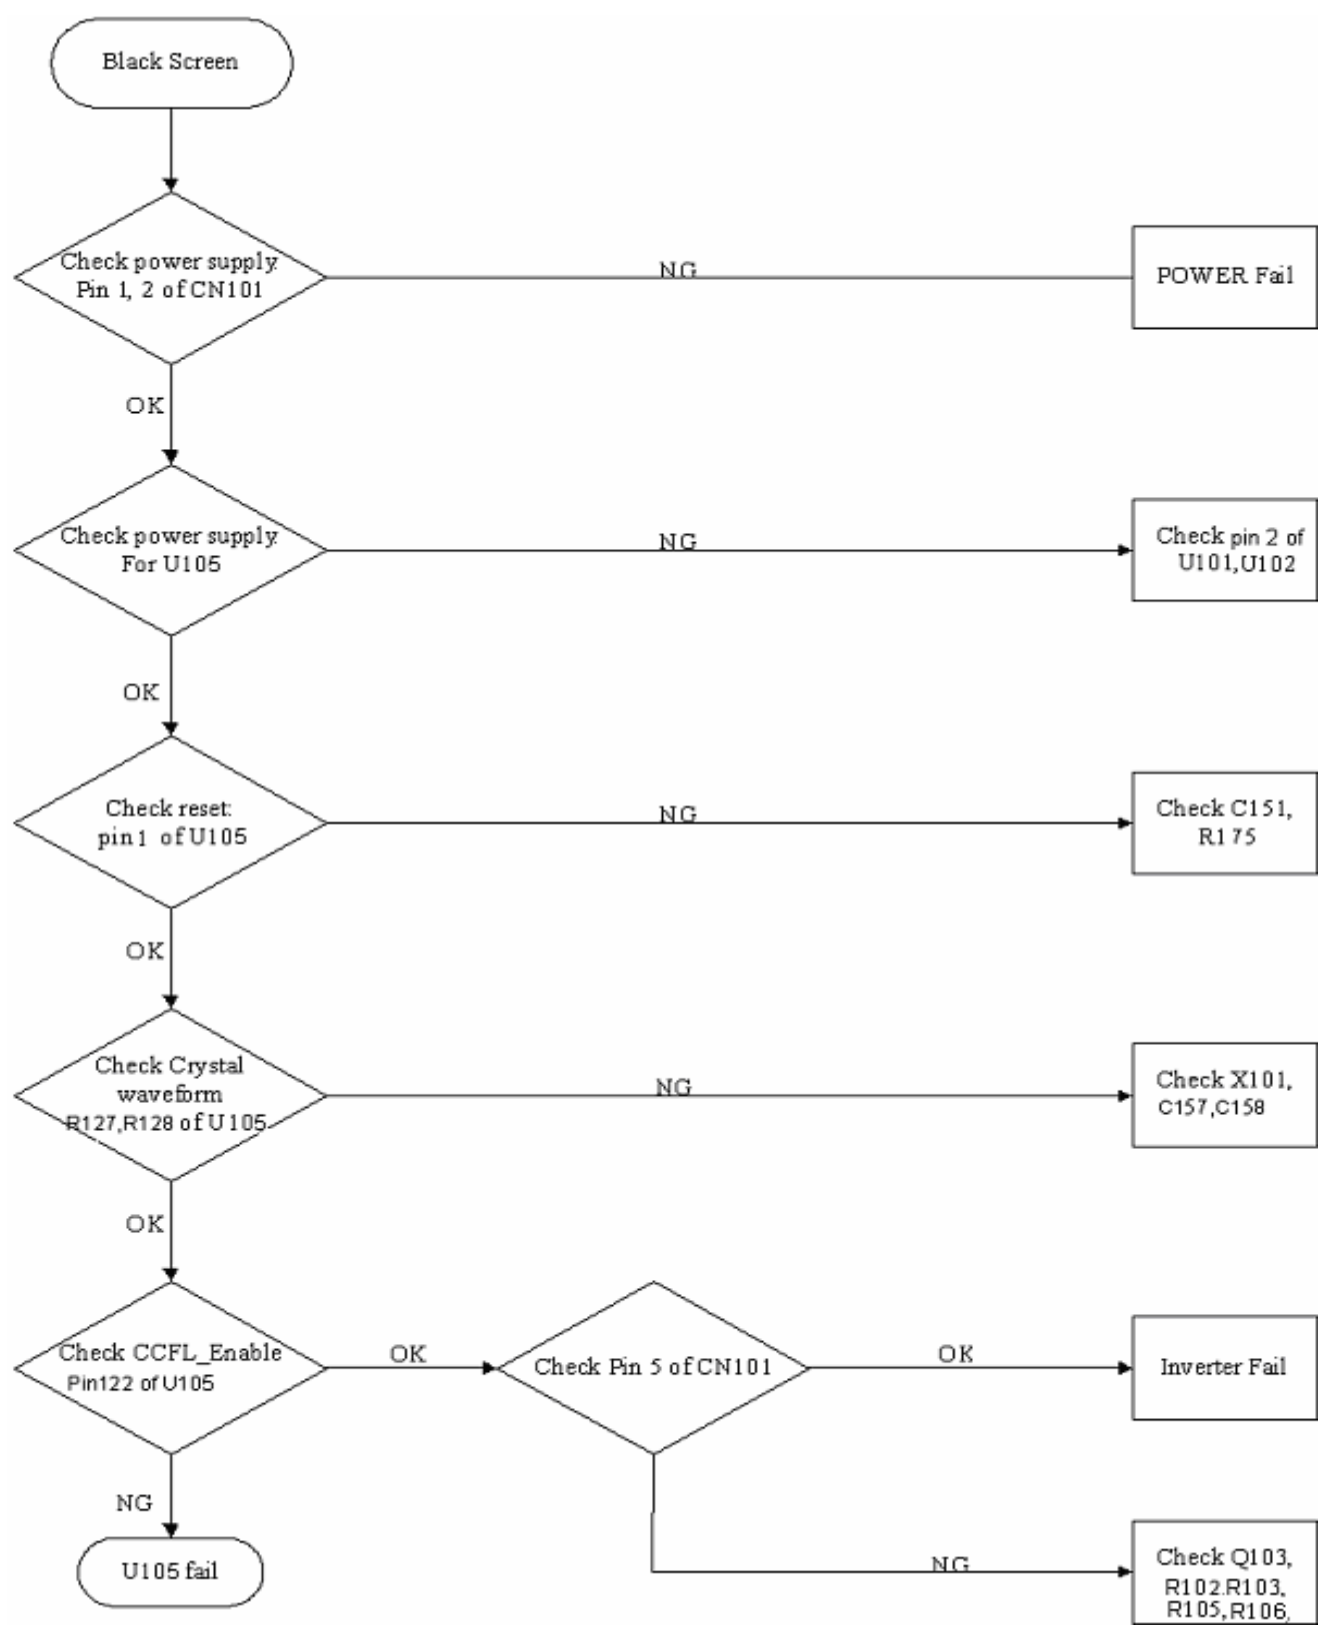 Black Screen
Check power supply:
Pin 1, 2 of CN101
NG
POWER Fail
OK
Check power supply:
For U105
NG
Check pin 2 of
U101,U102
OK
Check reset:
pin1 of U105
NG
Check C151,
R175
OK
Check Crystal
waveform
R127,R128 of U105
NG
Check X101,
C157,C158
OK
Check CCFL_Enable
Pin122 of U105
OK
Check Pin 5 of CN101
OK
Inverter Fail
NG
U105 fail
NG
Check Q103,
R102.R103,
R105,R106,